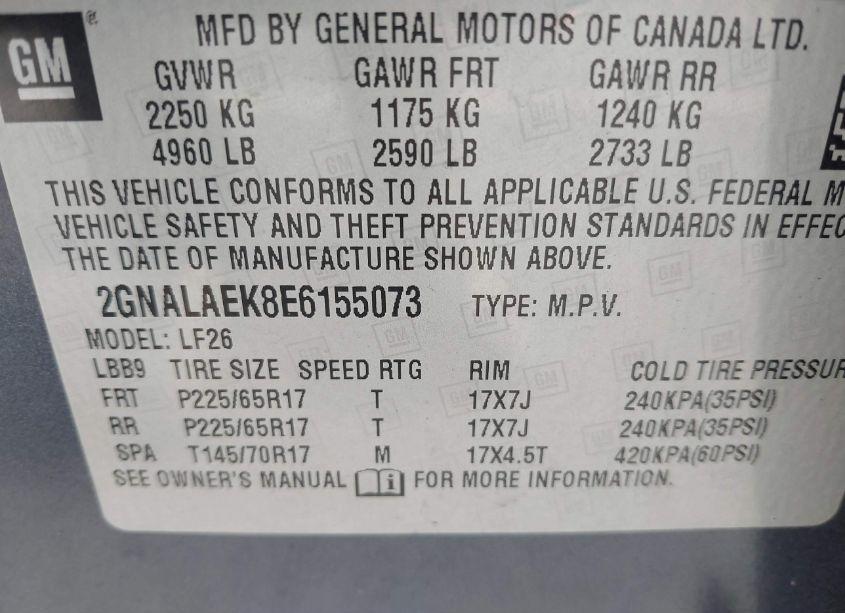 GM
MFD BY GENERAL MOTORS OF CANADA LTD.
GVWR GAWR FRT GAWR RR
2250 KG 1175 KG 1240 KG
4960 LB 2590 LB 2733 LB
THIS VEHICLE CONFORMS TO ALL APPLICABLE U.S. FEDERAL M
VEHICLE SAFETY AND THEFT PREVENTION STANDARDS IN EFFEC
THE DATE OF MANUFACTURE SHOWN ABOVE.
2GNALAEK8E6155073 TYPE: M.P.V.
MODEL: LF26
LBB9 TIRE SIZE SPEED RTG RIM COLD TIRE PRESSUR
FRT P225/65R17 T 17X7J 240KPA(35PSI)
RR P225/65R17 T 17X7J 240KPA(35PSI)
SPA T145/70R17 M 17X4.5T 420KPA(60PSI)
SEE OWNER'S MANUAL i FOR MORE INFORMATION.